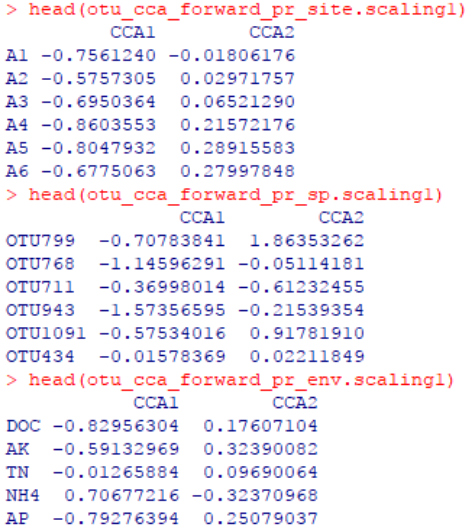 > head(otu_cca_forward_pr_site.scaling1)
CCA1 CCA2
A1 -0.7561240 -0.01806176
A2 -0.5757305 0.02971757
A3 -0.6950364 0.06521290
A4 -0.8603553 0.21572176
A5 -0.8047932 0.28915583
A6 -0.6775063 0.27997848
> head(otu_cca_forward_pr_sp.scaling1)
CCA1 CCA2
OTU799 -0.70783841 1.86353262
OTU768 -1.14596291 -0.05114181
OTU711 -0.36998014 -0.61232455
OTU943 -1.57356595 -0.21539354
OTU1091 -0.57534016 0.91781910
OTU434 -0.01578369 0.02211849
> head(otu_cca_forward_pr_env.scaling1)
CCA1 CCA2
DOC -0.82956304 0.17607104
AK -0.59132969 0.32390082
TN -0.01265884 0.09690064
NH4 0.70677216 -0.32370968
AP -0.79276394 0.25079037